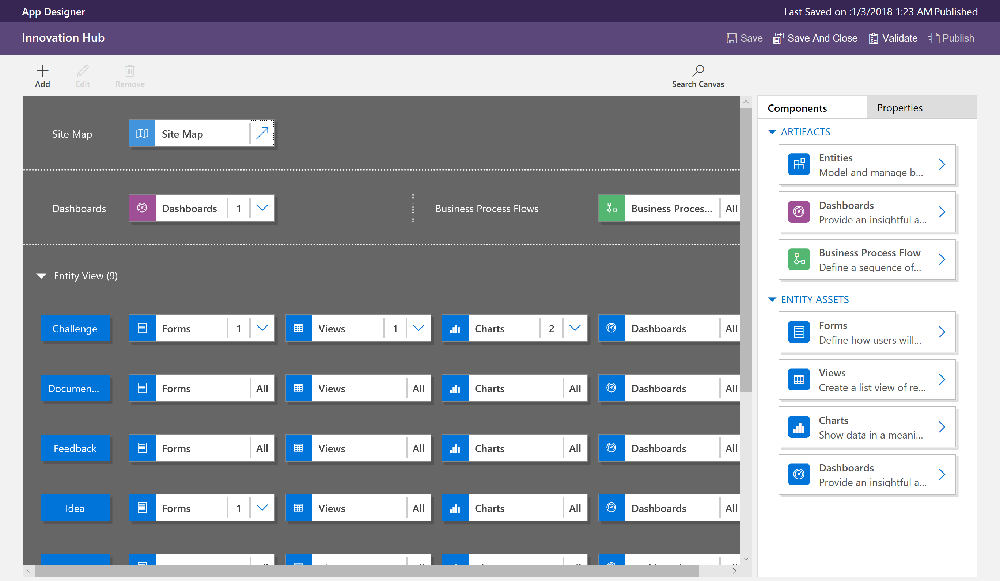 App Designer
Last Saved on :1/3/2018 1:23 AM Published
Innovation Hub
Save
Save And Close
Validate
Publish
Add
Edit
Remove
Search Canvas
Site Map
Site Map
Dashboards
Dashboards
1
Business Process Flows
Business Proces...
All
Entity View (9)
Challenge
Forms
1
Views
1
Charts
2
Dashboards
All
Documen...
Forms
All
Views
All
Charts
All
Dashboards
All
Feedback
Forms
All
Views
All
Charts
All
Dashboards
All
Idea
Forms
1
Views
All
Charts
All
Dashboards
All
Components
Properties
ARTIFACTS
Entities
Model and manage b...
Dashboards
Provide an insightful a...
Business Process Flow
Define a sequence of...
ENTITY ASSETS
Forms
Define how users will...
Views
Create a list view of re...
Charts
Show data in a meani...
Dashboards
Provide an insightful a...